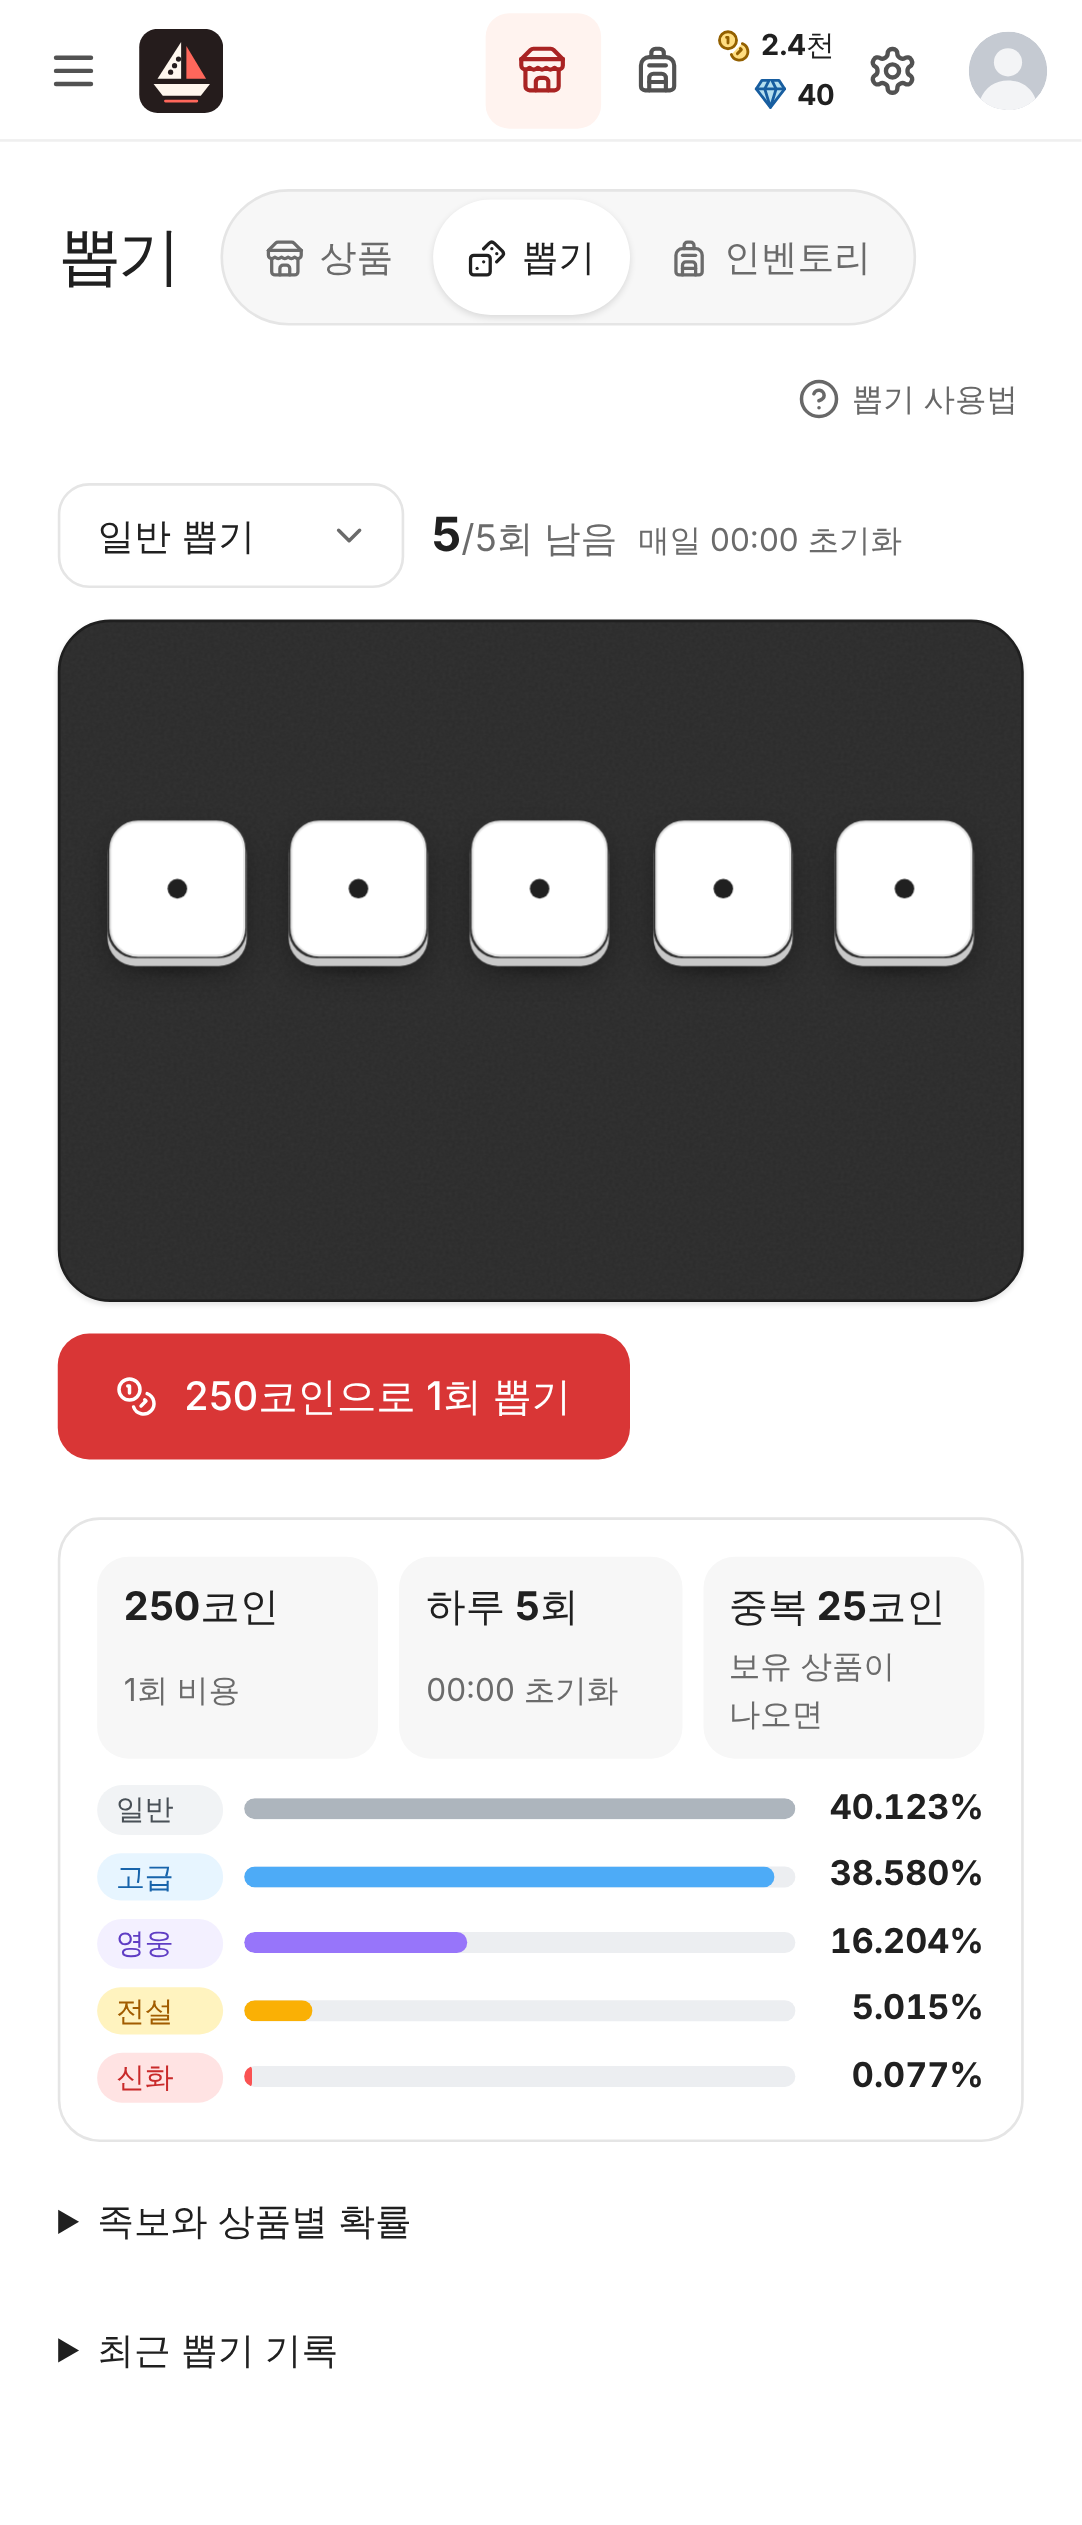 2.4천
40
뽑기
상품
뽑기
인벤토리
뽑기 사용법
일반 뽑기
5/5회 남음 매일 00:00 초기화
250코인으로 1회 뽑기
250코인
1회 비용
하루 5회
00:00 초기화
중복 25코인
보유 상품이
나오면
일반 40.123%
고급 38.580%
영웅 16.204%
전설 5.015%
신화 0.077%
족보와 상품별 확률
최근 뽑기 기록